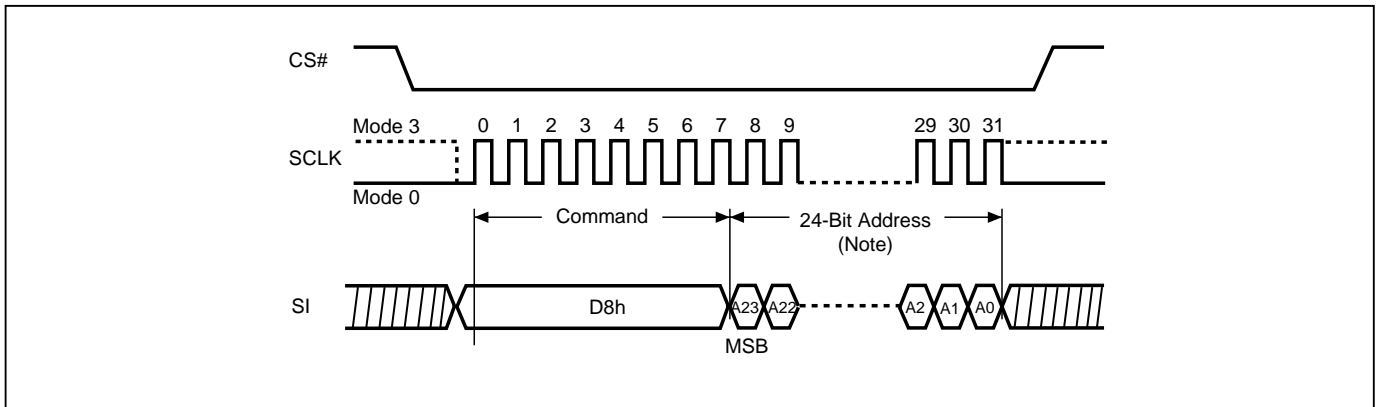 CS#
Mode 3
0 1 2 3 4 5 6 7 8 9 29 30 31
SCLK
Mode 0
Command
24-Bit Address
(Note)
SI
D8h
A23 A22 A2 A1 A0
MSB